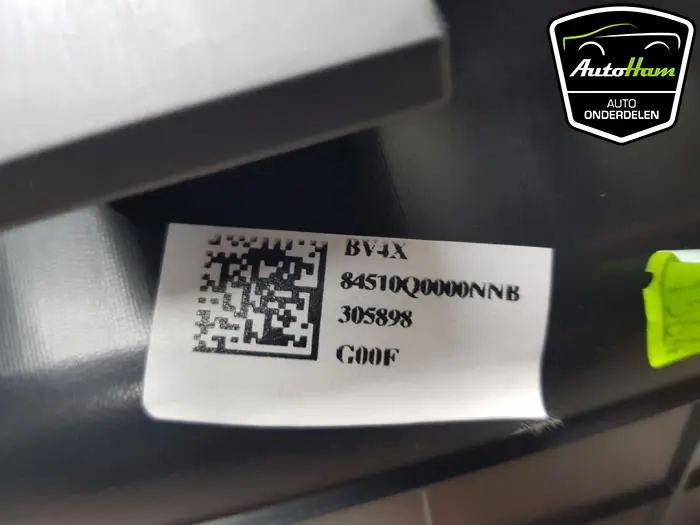 AutoHam
AUTO
ONDERDELEN
BV4X
84510Q0000NNB
305898
G00F